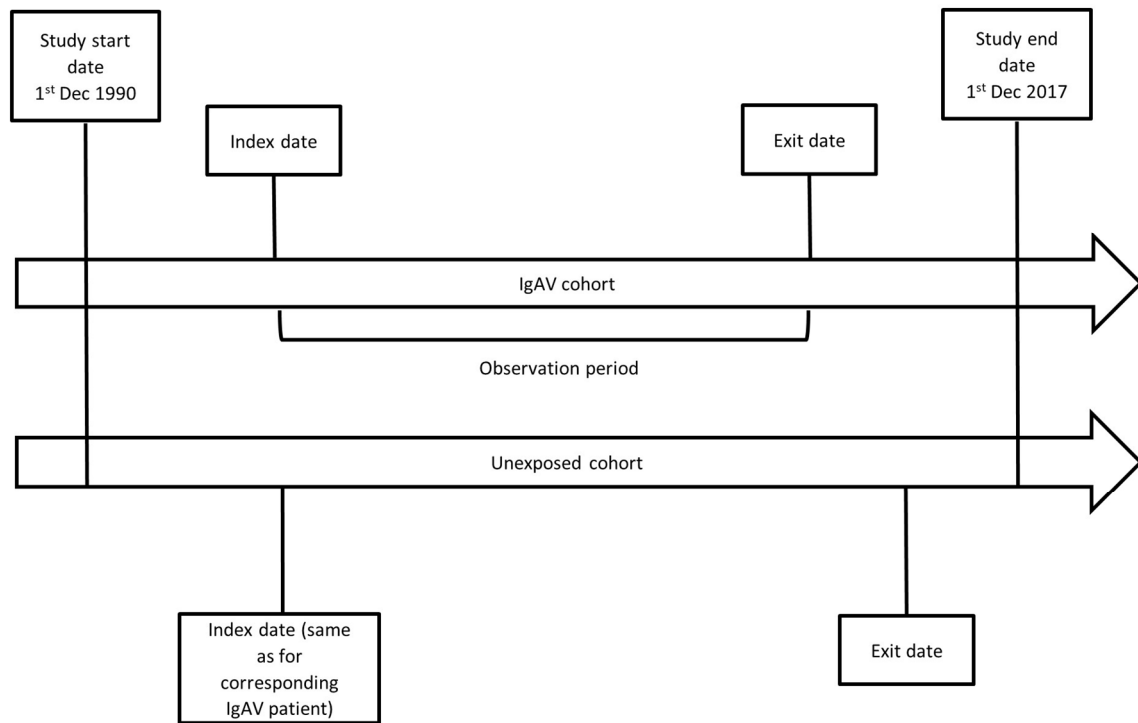 Study start
date
1st Dec 1990
Study end
date
1st Dec 2017
Index date
Exit date
IgAV cohort
Observation period
Unexposed cohort
Index date (same
as for
corresponding
IgAV patient)
Exit date